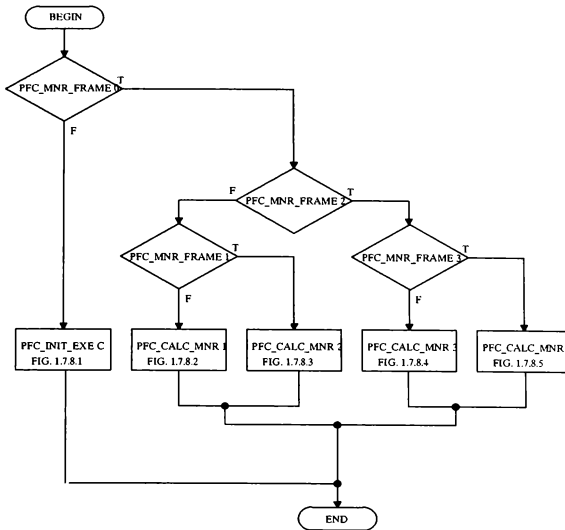 BEGIN
PFC_MNR_FRAME 0
T
F
PFC_MNR_FRAME 2
F
T
PFC_MNR_FRAME 1
T
F
PFC_MNR_FRAME 3
T
F
PFC_INIT_EXE C
FIG. 1.7.8.1
PFC_CALC_MNR 1
FIG. 1.7.8.2
PFC_CALC_MNR 2
FIG. 1.7.8.3
PFC_CALC_MNR 3
FIG. 1.7.8.4
PFC_CALC_MNR
FIG. 1.7.8.5
END